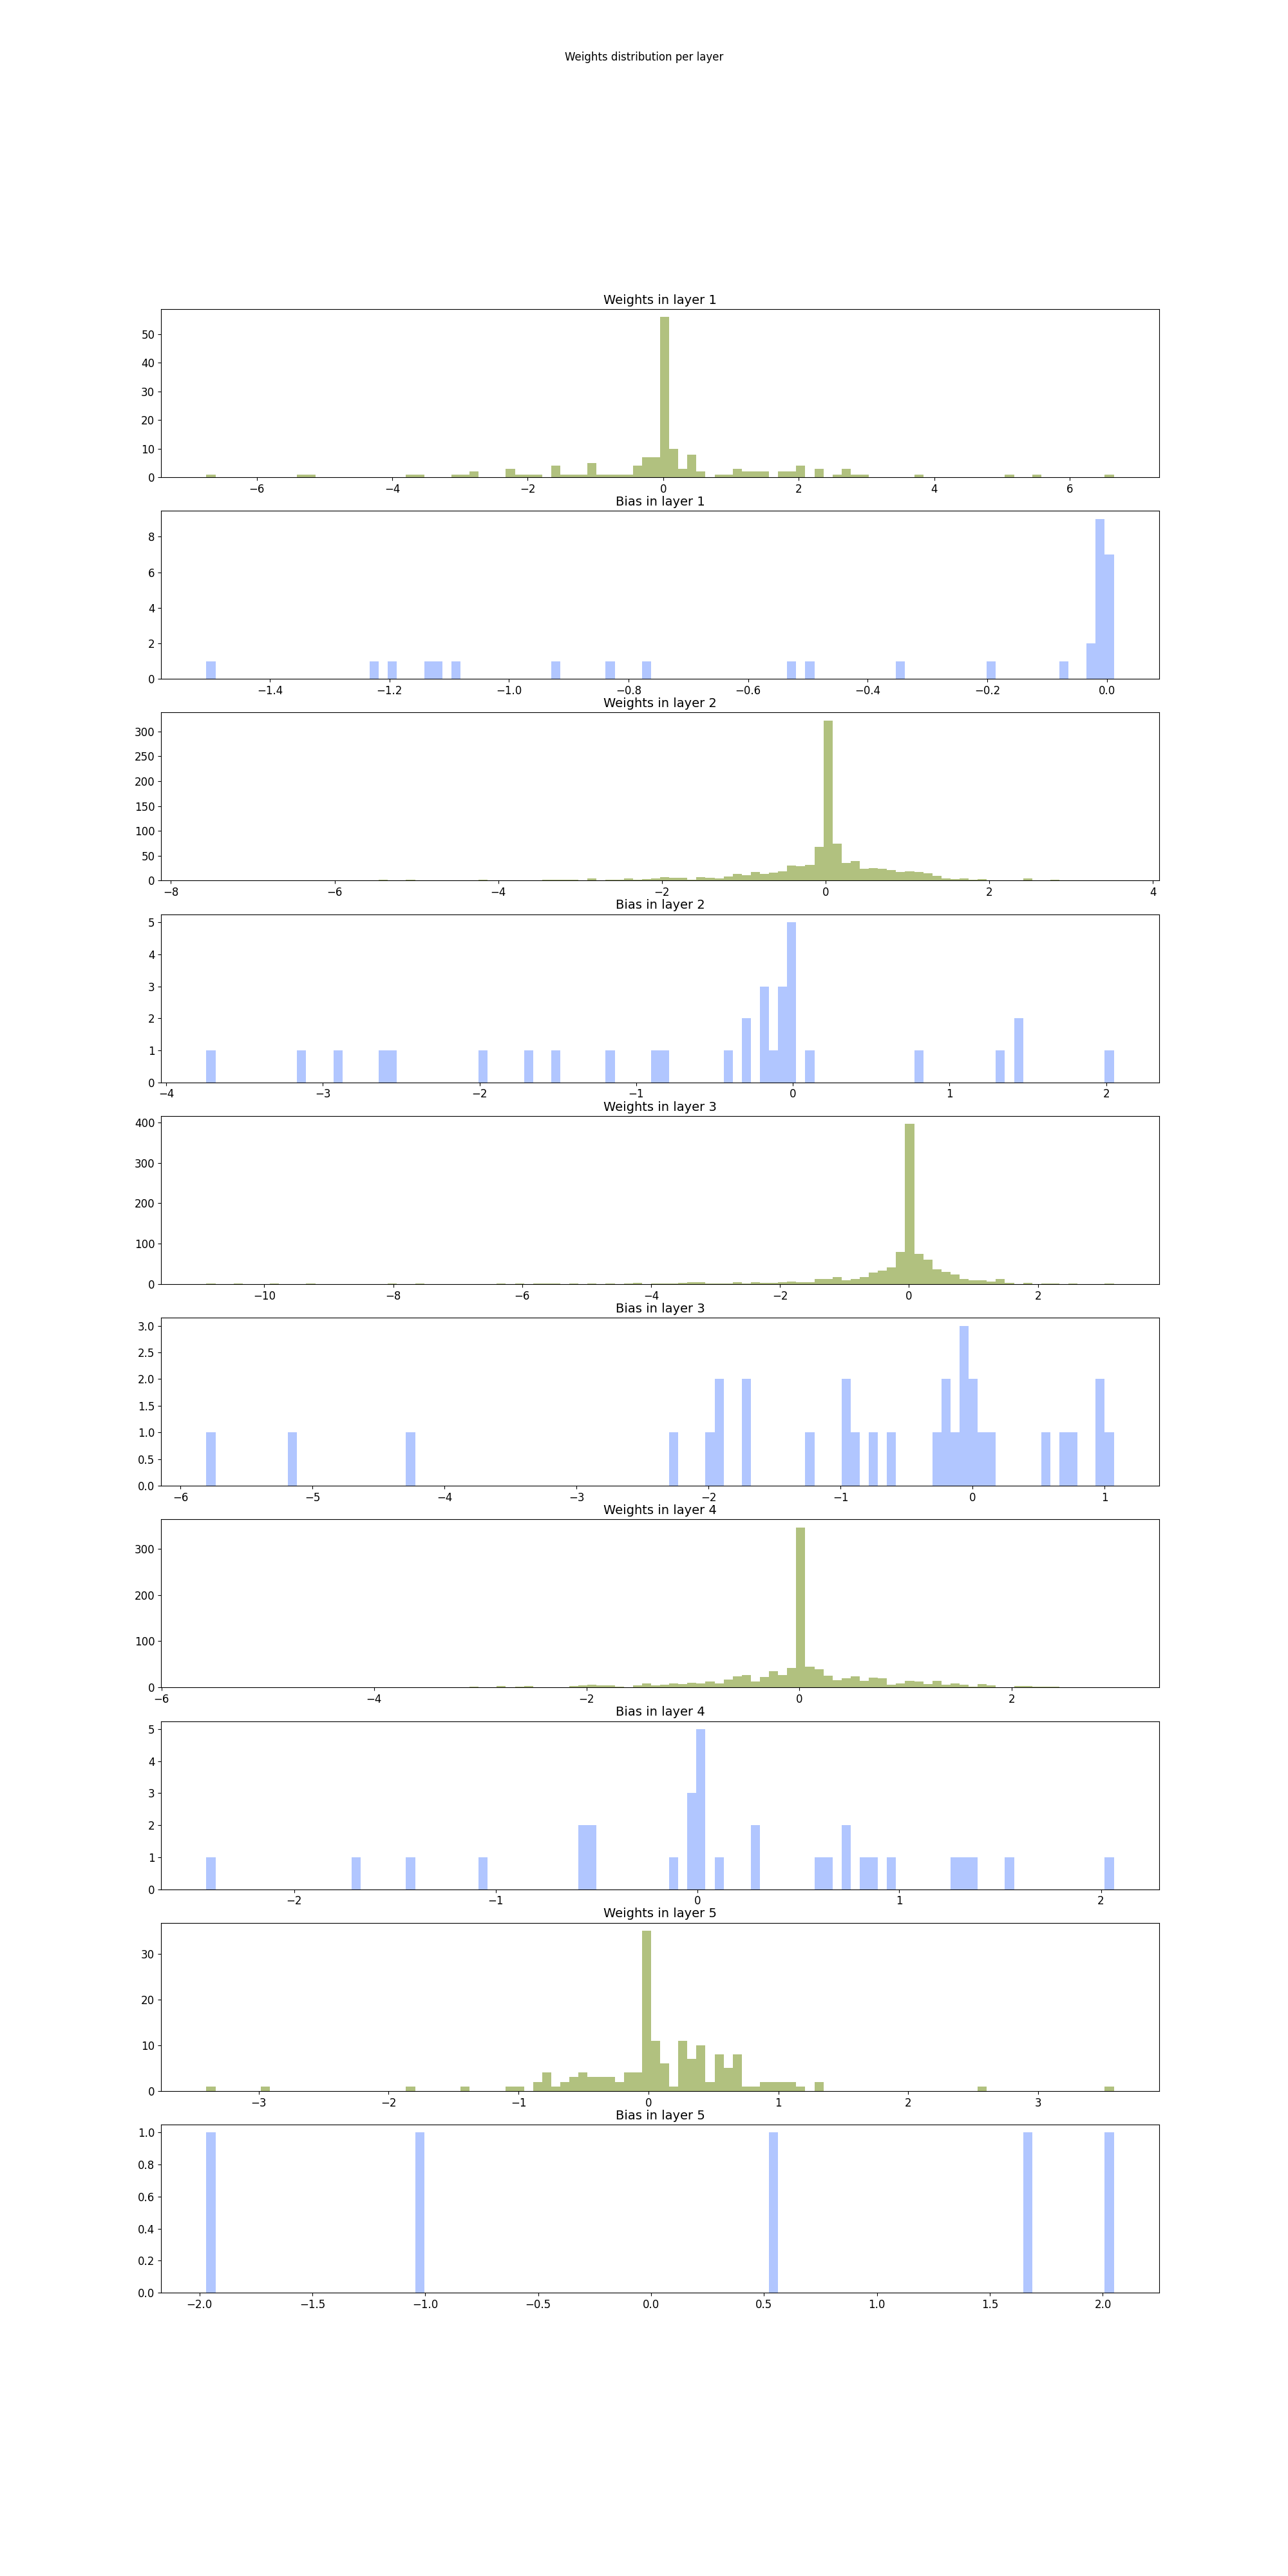 Weights distribution per layer
Weights in layer 1
50
40
30
20
10
0
−6 −4 −2 0 2 4 6
Bias in layer 1
8
6
4
2
0
−1.4 −1.2 −1.0 −0.8 −0.6 −0.4 −0.2 0.0
Weights in layer 2
300
250
200
150
100
50
0
−8 −6 −4 −2 0 2 4
Bias in layer 2
5
4
3
2
1
0
−4 −3 −2 −1 0 1 2
Weights in layer 3
400
300
200
100
0
−10 −8 −6 −4 −2 0 2
Bias in layer 3
3.0
2.5
2.0
1.5
1.0
0.5
0.0
−6 −5 −4 −3 −2 −1 0 1
Weights in layer 4
300
200
100
0
−6 −4 −2 0 2
Bias in layer 4
5
4
3
2
1
0
−2 −1 0 1 2
Weights in layer 5
30
20
10
0
−3 −2 −1 0 1 2 3
Bias in layer 5
1.0
0.8
0.6
0.4
0.2
0.0
−2.0 −1.5 −1.0 −0.5 0.0 0.5 1.0 1.5 2.0